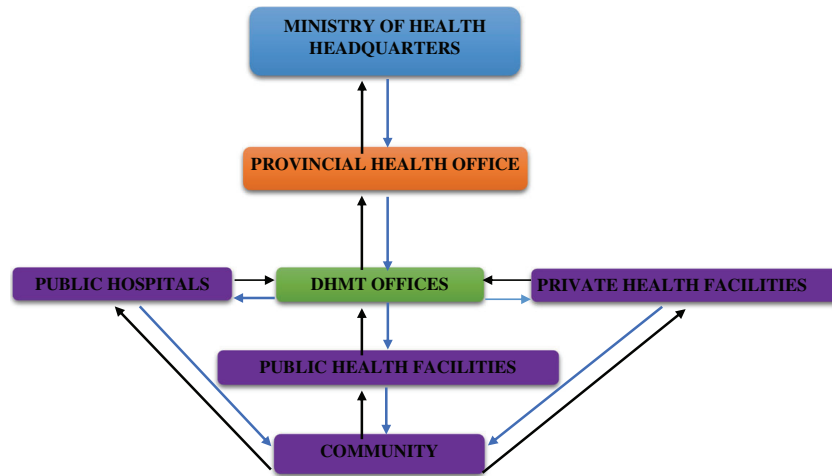 MINISTRY OF HEALTH
HEADQUARTERS
PROVINCIAL HEALTH OFFICE
PUBLIC HOSPITALS
DHMT OFFICES
PRIVATE HEALTH FACILITIES
PUBLIC HEALTH FACILITIES
COMMUNITY